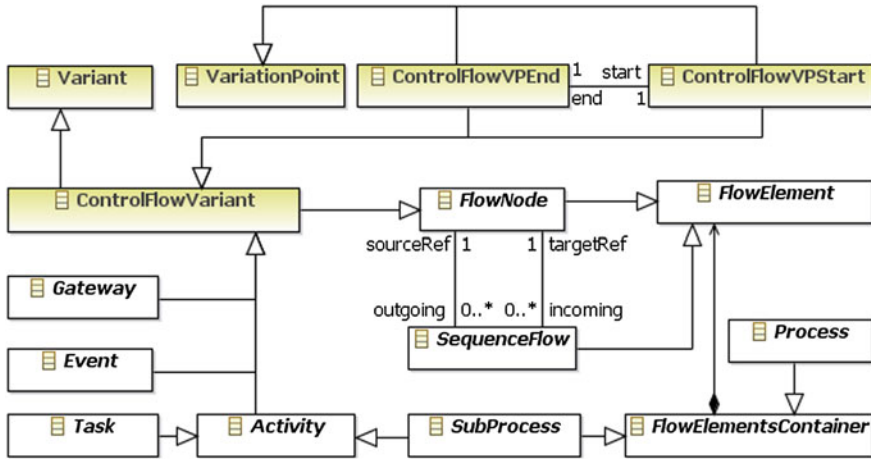 Variant
VariationPoint
ControlFlowVPEnd
1
start
end
1
ControlFlowVPStart
ControlFlowVariant
FlowNode
FlowElement
sourceRef
1
1
targetRef
outgoing
0..*
0..*
incoming
Gateway
SequenceFlow
Process
Event
Task
Activity
SubProcess
FlowElementsContainer